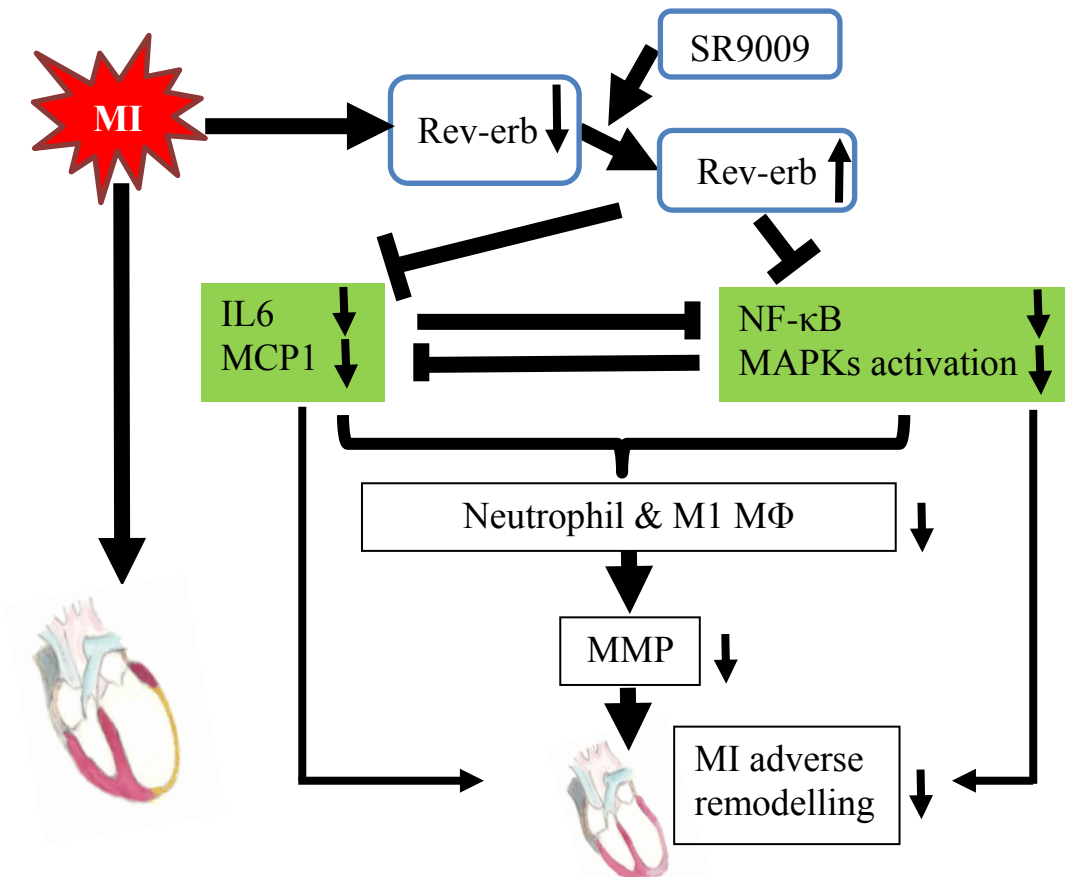 SR9009
MI
Rev-erb
Rev-erb
IL6
MCP1
NF-κB
MAPKs activation
Neutrophil & M1 MΦ
MMP
MI adverse
remodelling